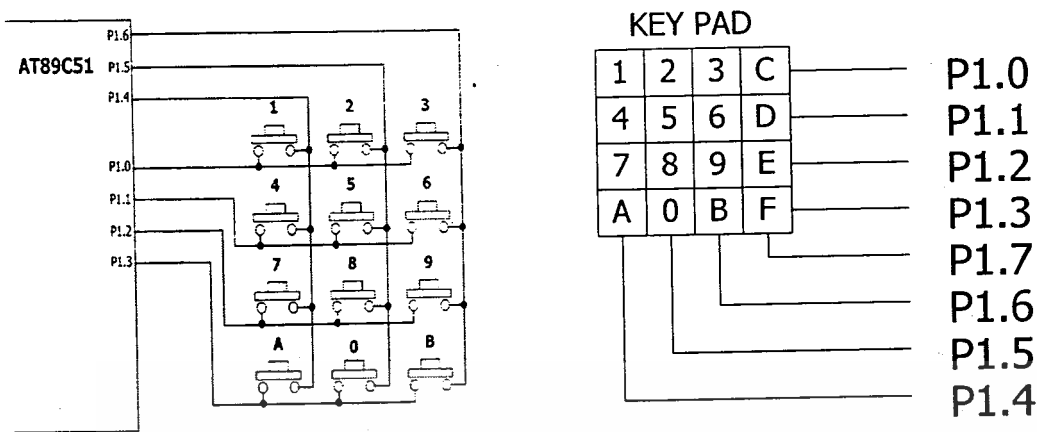 P1.6
AT89C51 P1.5
P1.4
1 2 3
P1.0
4 5 6
P1.1
P1.2
7 8 9
P1.3
A 0 B
KEY PAD
1 2 3 C P1.0
4 5 6 D P1.1
7 8 9 E P1.2
A 0 B F P1.3
P1.7
P1.6
P1.5
P1.4